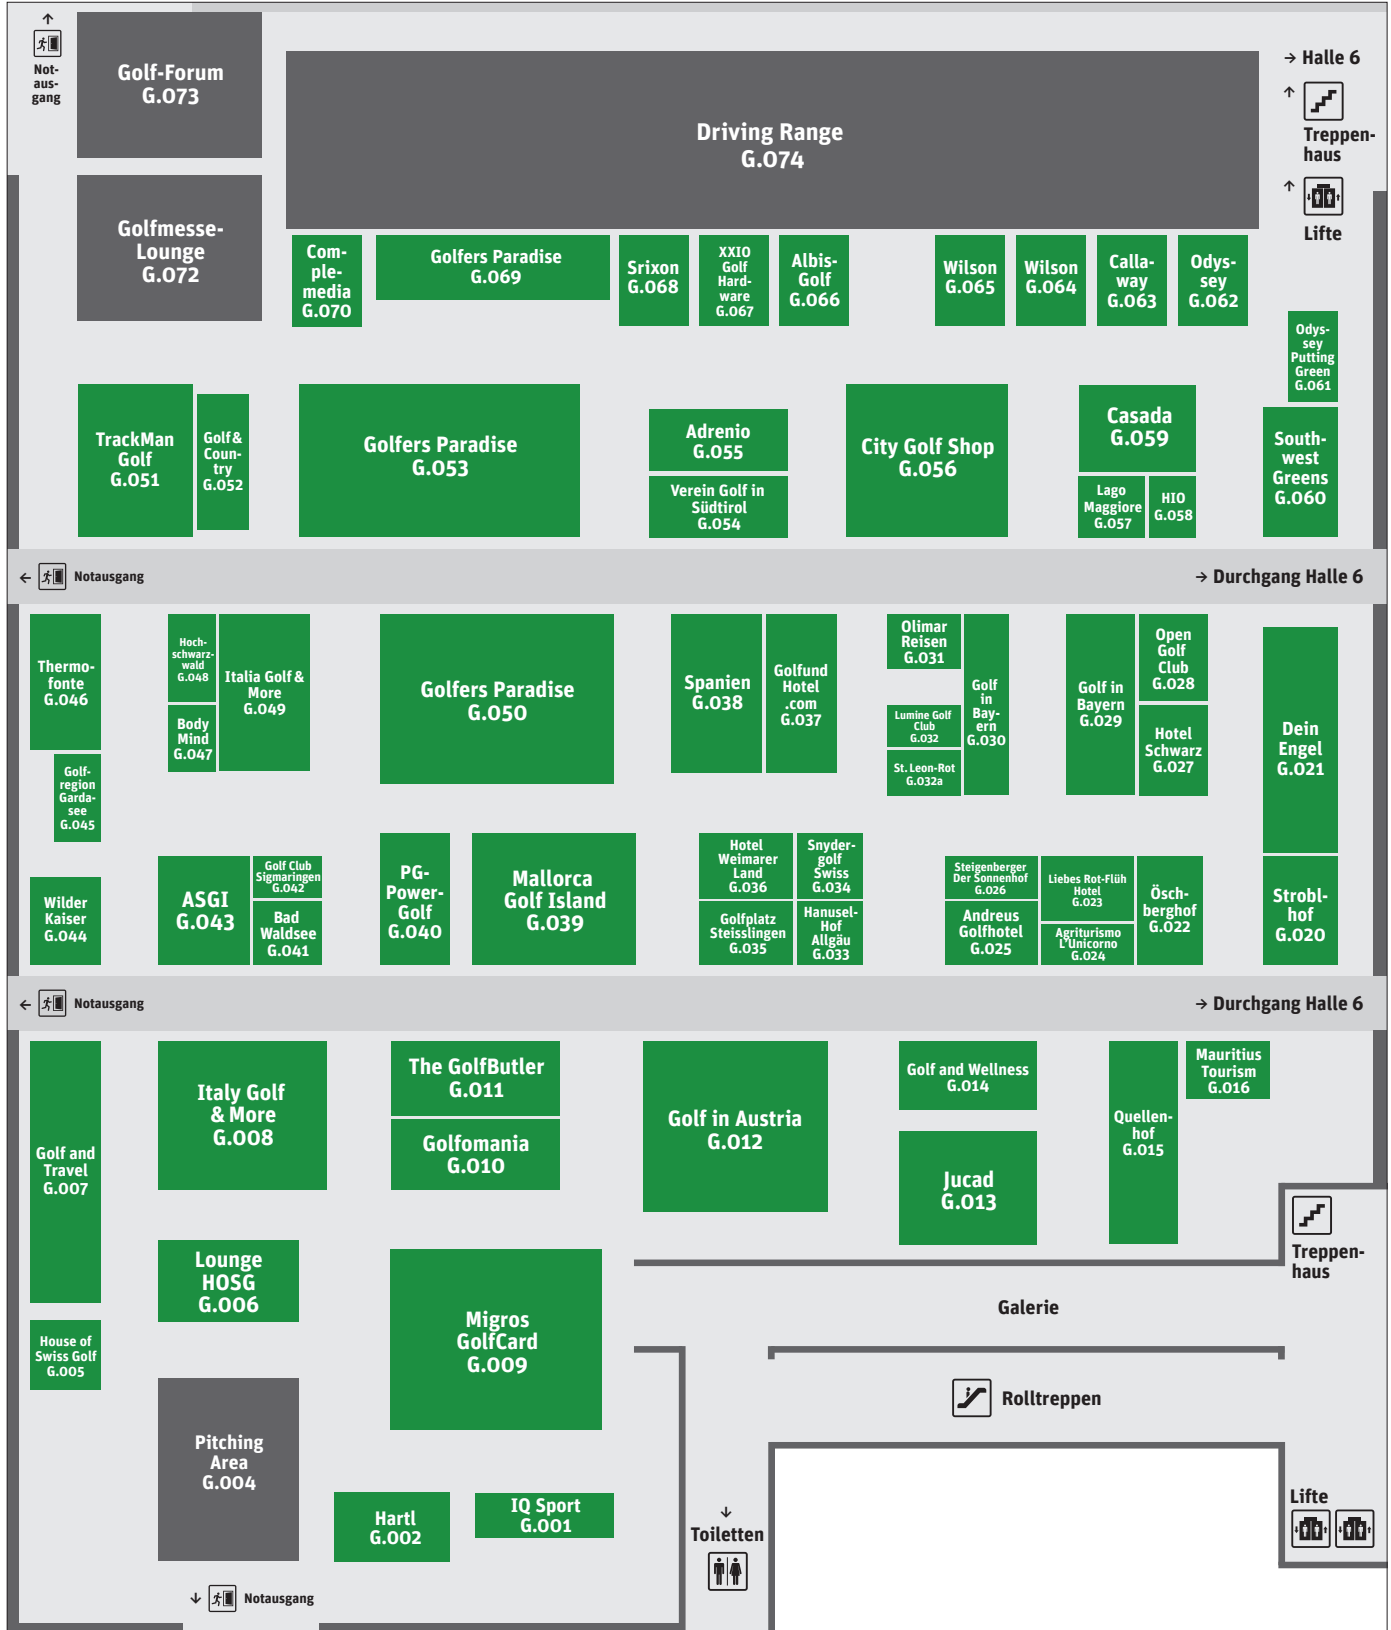 Not-
aus-
gang
Golf-Forum
G.073
Driving Range
G.074
→ Halle 6
Treppen-
haus
Lifte
Golfmesse-
Lounge
G.072
Com-
ple-
media
G.070
Golfers Paradise
G.069
Srixon
G.068
XXIO
Golf
Hard-
ware
G.067
Albis-
Golf
G.066
Wilson
G.065
Wilson
G.064
Calla-
way
G.063
Odys-
sey
G.062
Odys-
sey
Putting
Green
G.061
TrackMan
Golf
G.051
Golf &
Coun-
try
G.052
Golfers Paradise
G.053
Adrenio
G.055
Verein Golf in
Südtirol
G.054
City Golf Shop
G.056
Casada
G.059
Lago
Maggiore
G.057
HIO
G.058
South-
west
Greens
G.060
← Notausgang
→ Durchgang Halle 6
Thermo-
fonte
G.046
Golf-
region
Garda-
see
G.045
Hoch-
schwarz-
wald
G.048
Body
Mind
G.047
Italia Golf &
More
G.049
Golfers Paradise
G.050
Spanien
G.038
Golfund
Hotel
.com
G.037
Olimar
Reisen
G.031
Lumine Golf
Club
G.032
St. Leon-Rot
G.032a
Golf
in
Bay-
ern
G.030
Golf in
Bayern
G.029
Open
Golf
Club
G.028
Hotel
Schwarz
G.027
Dein
Engel
G.021
Wilder
Kaiser
G.044
ASGI
G.043
Golf Club
Sigmaringen
G.042
Bad
Waldsee
G.041
PG-
Power-
Golf
G.040
Mallorca
Golf Island
G.039
Hotel
Weimarer
Land
G.036
Snyder-
golf
Swiss
G.034
Golfplatz
Steisslingen
G.035
Hanusel-
Hof
Allgäu
G.033
Steigenberger
Der Sonnenhof
G.026
Andreus
Golfhotel
G.025
Liebes Rot-Flüh
Hotel
G.023
Agriturismo
L'Unicorno
G.024
Ösch-
berghof
G.022
Strobl-
hof
G.020
← Notausgang
→ Durchgang Halle 6
Golf and
Travel
G.007
Italy Golf
& More
G.008
The GolfButler
G.011
Golfomania
G.010
Golf in Austria
G.012
Golf and Wellness
G.014
Jucad
G.013
Quellen-
hof
G.015
Mauritius
Tourism
G.016
Treppen-
haus
Lounge
HOSG
G.006
Migros
GolfCard
G.009
Galerie
House of
Swiss Golf
G.005
Rolltreppen
Pitching
Area
G.004
Hartl
G.002
IQ Sport
G.001
Toiletten
Lifte
Notausgang